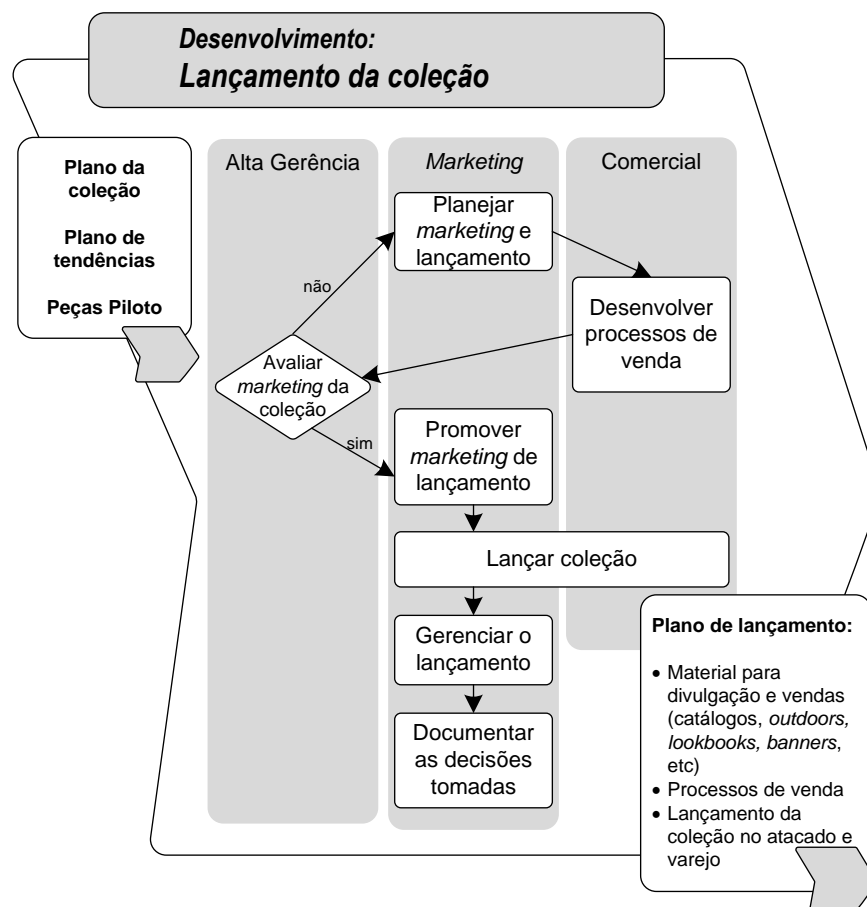 Desenvolvimento:
Lançamento da coleção
Plano da
coleção
Plano de
tendências
Peças Piloto
Alta Gerência
Marketing
Comercial
Planejar
marketing e
lançamento
não
Desenvolver
processos de
venda
Avaliar
marketing da
coleção
sim
Promover
marketing de
lançamento
Lançar coleção
Gerenciar o
lançamento
Documentar
as decisões
tomadas
Plano de lançamento:
• Material para
divulgação e vendas
(catálogos, outdoors,
lookbooks, banners,
etc)
• Processos de venda
• Lançamento da
coleção no atacado e
varejo